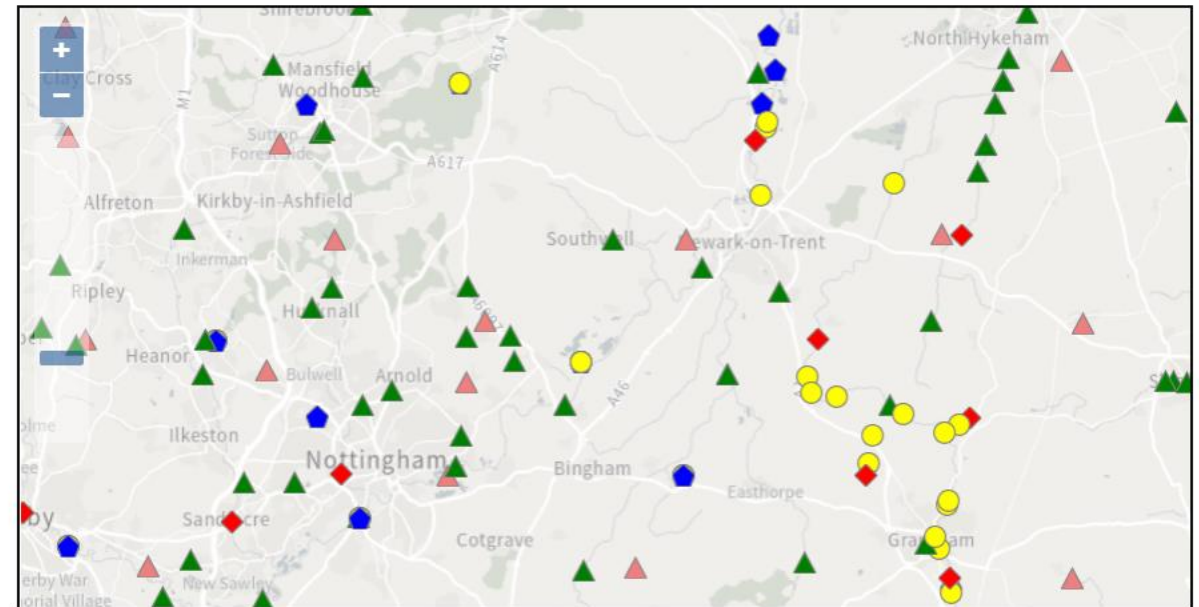 Shirebrook
+
−
Clay Cross
M1
A614
North Hykeham
Mansfield
Woodhouse
Sutton
Forest Side
A617
Alfreton
Kirkby-in-Ashfield
Southwell
Newark-on-Trent
Inkerman
Ripley
Hucknall
A6097
Heanor
Bulwell
Arnold
A46
Ilkeston
Nottingham
Bingham
Easthorpe
Sandiacre
by
Cotgrave
Grantham
erby War
orial Village
New Sawley